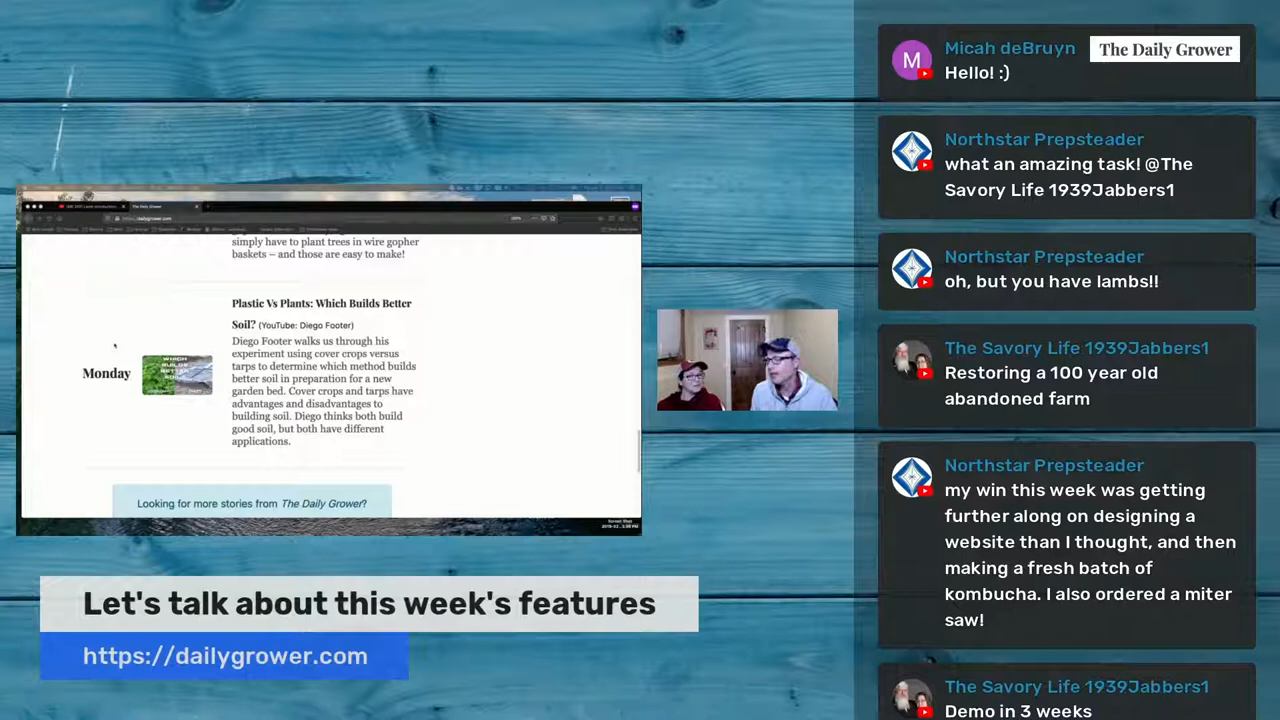 simply have to plant trees in wire gopher
baskets – and those are easy to make!
Plastic Vs Plants: Which Builds Better
Soil? (YouTube: Diego Footer)
Monday
WHICH
BUILDS
BETTER
Diego Footer walks us through his
experiment using cover crops versus
tarps to determine which method builds
better soil in preparation for a new
garden bed. Cover crops and tarps have
advantages and disadvantages to
building soil. Diego thinks both build
good soil, but both have different
applications.
Looking for more stories from The Daily Grower?
Let's talk about this week's features
https://dailygrower.com
The Daily Grower
M
Micah deBruyn
Hello! :)
Northstar Prepsteader
what an amazing task! @The
Savory Life 1939Jabbers1
Northstar Prepsteader
oh, but you have lambs!!
The Savory Life 1939Jabbers1
Restoring a 100 year old
abandoned farm
Northstar Prepsteader
my win this week was getting
further along on designing a
website than I thought, and then
making a fresh batch of
kombucha. I also ordered a miter
saw!
The Savory Life 1939Jabbers1
Demo in 3 weeks